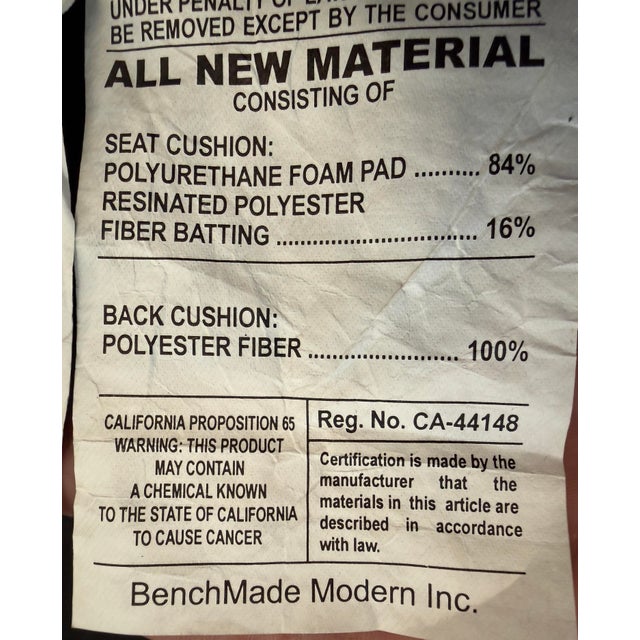 UNDER PENALTY OF
BE REMOVED EXCEPT BY THE CONSUMER
ALL NEW MATERIAL
CONSISTING OF
SEAT CUSHION:
POLYURETHANE FOAM PAD .......... 84%
RESINATED POLYESTER
FIBER BATTING ................................ 16%
BACK CUSHION:
POLYESTER FIBER ........................ 100%
CALIFORNIA PROPOSITION 65
WARNING: THIS PRODUCT
MAY CONTAIN
A CHEMICAL KNOWN
TO THE STATE OF CALIFORNIA
TO CAUSE CANCER
Reg. No. CA-44148
Certification is made by the
manufacturer that the
materials in this article are
described in accordance
with law.
BenchMade Modern Inc.